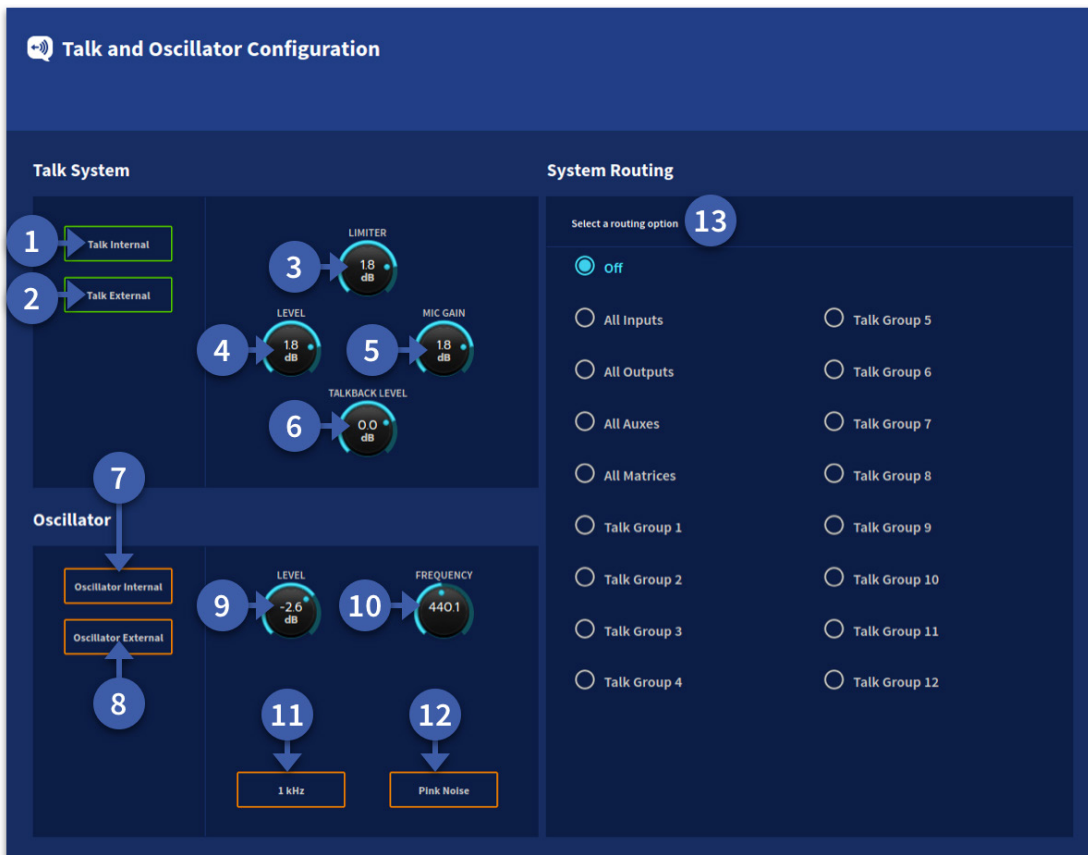 Talk and Oscillator Configuration
Talk System
1
Talk Internal
2
Talk External
LIMITER
3
1.8
dB
LEVEL
4
1.8
dB
MIC GAIN
5
1.8
dB
TALKBACK LEVEL
6
0.0
dB
Oscillator
7
Oscillator Internal
Oscillator External
8
LEVEL
9
-2.6
dB
FREQUENCY
10
440.1
11
1 kHz
12
Pink Noise
System Routing
Select a routing option
13
Off
All Inputs
All Outputs
All Auxes
All Matrices
Talk Group 1
Talk Group 2
Talk Group 3
Talk Group 4
Talk Group 5
Talk Group 6
Talk Group 7
Talk Group 8
Talk Group 9
Talk Group 10
Talk Group 11
Talk Group 12